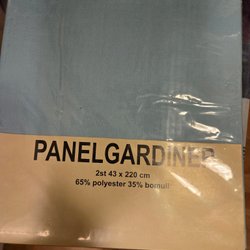 PANELGARDINER
2st 43 x 220 cm
65% polyester 35% bomull